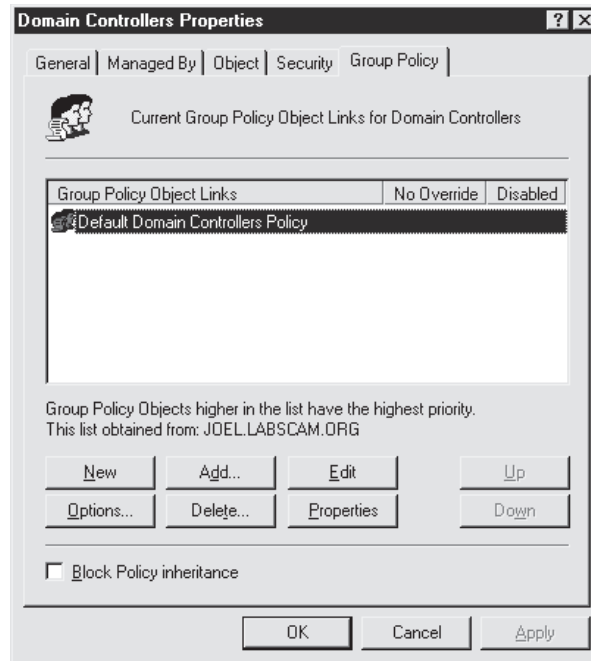 Domain Controllers Properties
General Managed By Object Security Group Policy
Current Group Policy Object Links for Domain Controllers
Group Policy Object Links No Override Disabled
Default Domain Controllers Policy
Group Policy Objects higher in the list have the highest priority.
This list obtained from: JOEL.LABSCAM.ORG
New Add... Edit Up
Options... Delete... Properties Down
Block Policy inheritance
OK Cancel Apply